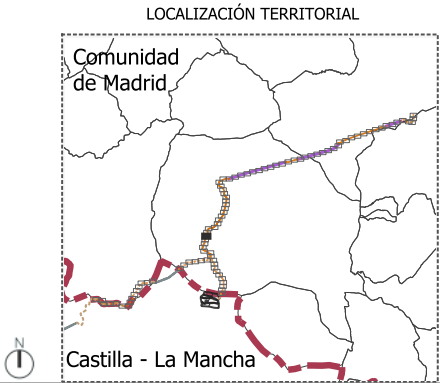 LOCALIZACIÓN TERRITORIAL
Comunidad
de Madrid
N
Castilla - La Mancha